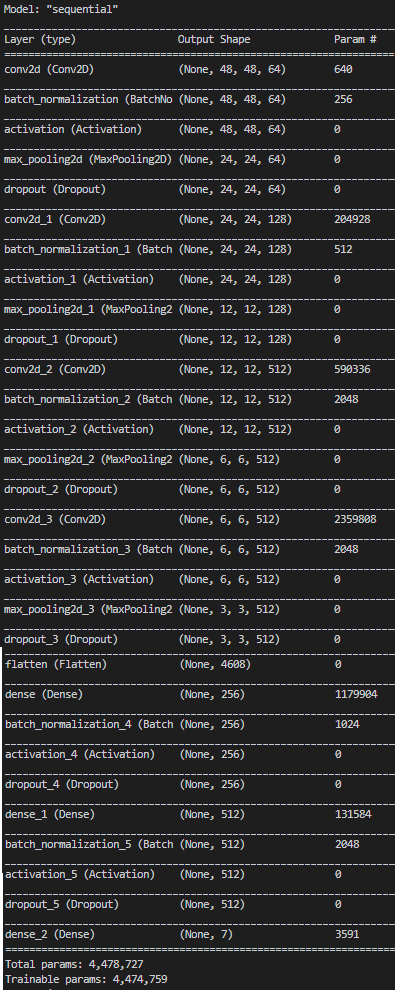 Model: "sequential"
Layer (type) Output Shape Param #
conv2d (Conv2D) (None, 48, 48, 64) 640
batch_normalization (BatchNo (None, 48, 48, 64) 256
activation (Activation) (None, 48, 48, 64) 0
max_pooling2d (MaxPooling2D) (None, 24, 24, 64) 0
dropout (Dropout) (None, 24, 24, 64) 0
conv2d_1 (Conv2D) (None, 24, 24, 128) 204928
batch_normalization_1 (Batch (None, 24, 24, 128) 512
activation_1 (Activation) (None, 24, 24, 128) 0
max_pooling2d_1 (MaxPooling2 (None, 12, 12, 128) 0
dropout_1 (Dropout) (None, 12, 12, 128) 0
conv2d_2 (Conv2D) (None, 12, 12, 512) 590336
batch_normalization_2 (Batch (None, 12, 12, 512) 2048
activation_2 (Activation) (None, 12, 12, 512) 0
max_pooling2d_2 (MaxPooling2 (None, 6, 6, 512) 0
dropout_2 (Dropout) (None, 6, 6, 512) 0
conv2d_3 (Conv2D) (None, 6, 6, 512) 2359808
batch_normalization_3 (Batch (None, 6, 6, 512) 2048
activation_3 (Activation) (None, 6, 6, 512) 0
max_pooling2d_3 (MaxPooling2 (None, 3, 3, 512) 0
dropout_3 (Dropout) (None, 3, 3, 512) 0
flatten (Flatten) (None, 4608) 0
dense (Dense) (None, 256) 1179904
batch_normalization_4 (Batch (None, 256) 1024
activation_4 (Activation) (None, 256) 0
dropout_4 (Dropout) (None, 256) 0
dense_1 (Dense) (None, 512) 131584
batch_normalization_5 (Batch (None, 512) 2048
activation_5 (Activation) (None, 512) 0
dropout_5 (Dropout) (None, 512) 0
dense_2 (Dense) (None, 7) 3591
Total params: 4,478,727
Trainable params: 4,474,759